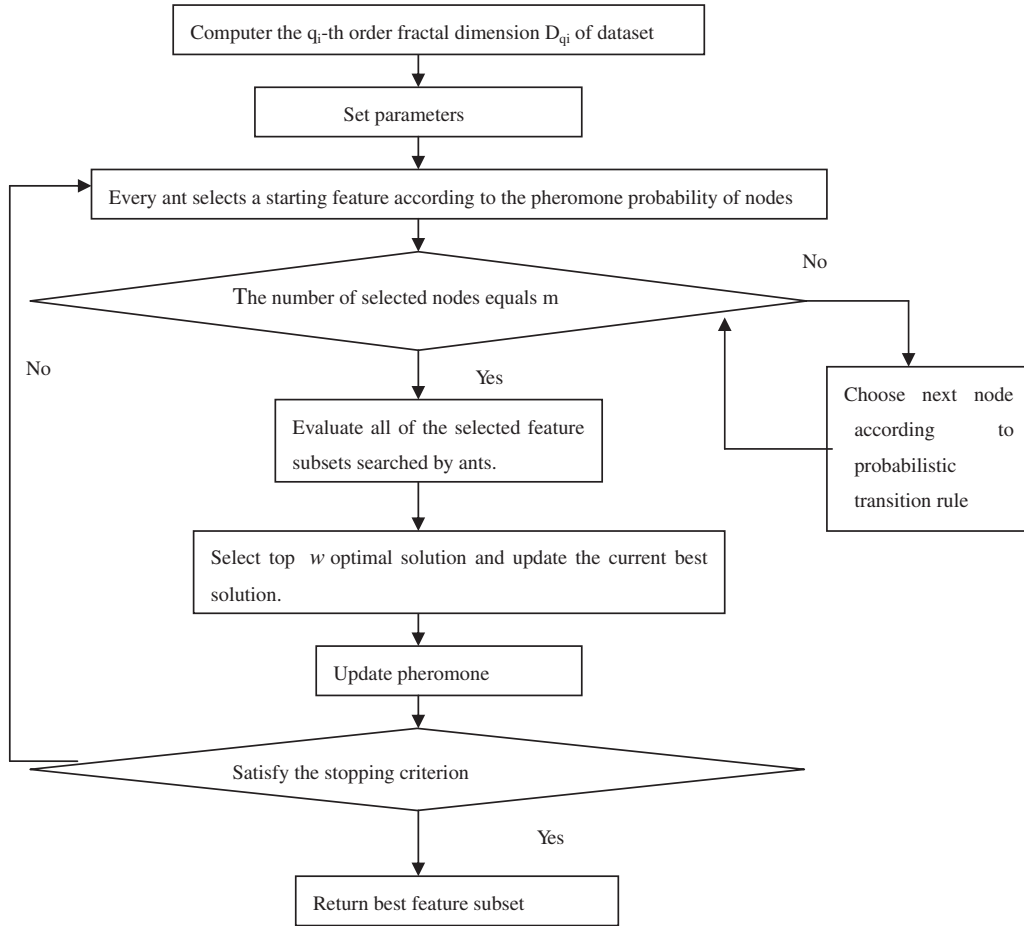 Computer the qi-th order fractal dimension Dqi of dataset
Set parameters
Every ant selects a starting feature according to the pheromone probability of nodes
No
The number of selected nodes equals m
No
Yes
Choose next node
according to
probabilistic
transition rule
Evaluate all of the selected feature
subsets searched by ants.
Select top w optimal solution and update the current best
solution.
Update pheromone
Satisfy the stopping criterion
Yes
Return best feature subset